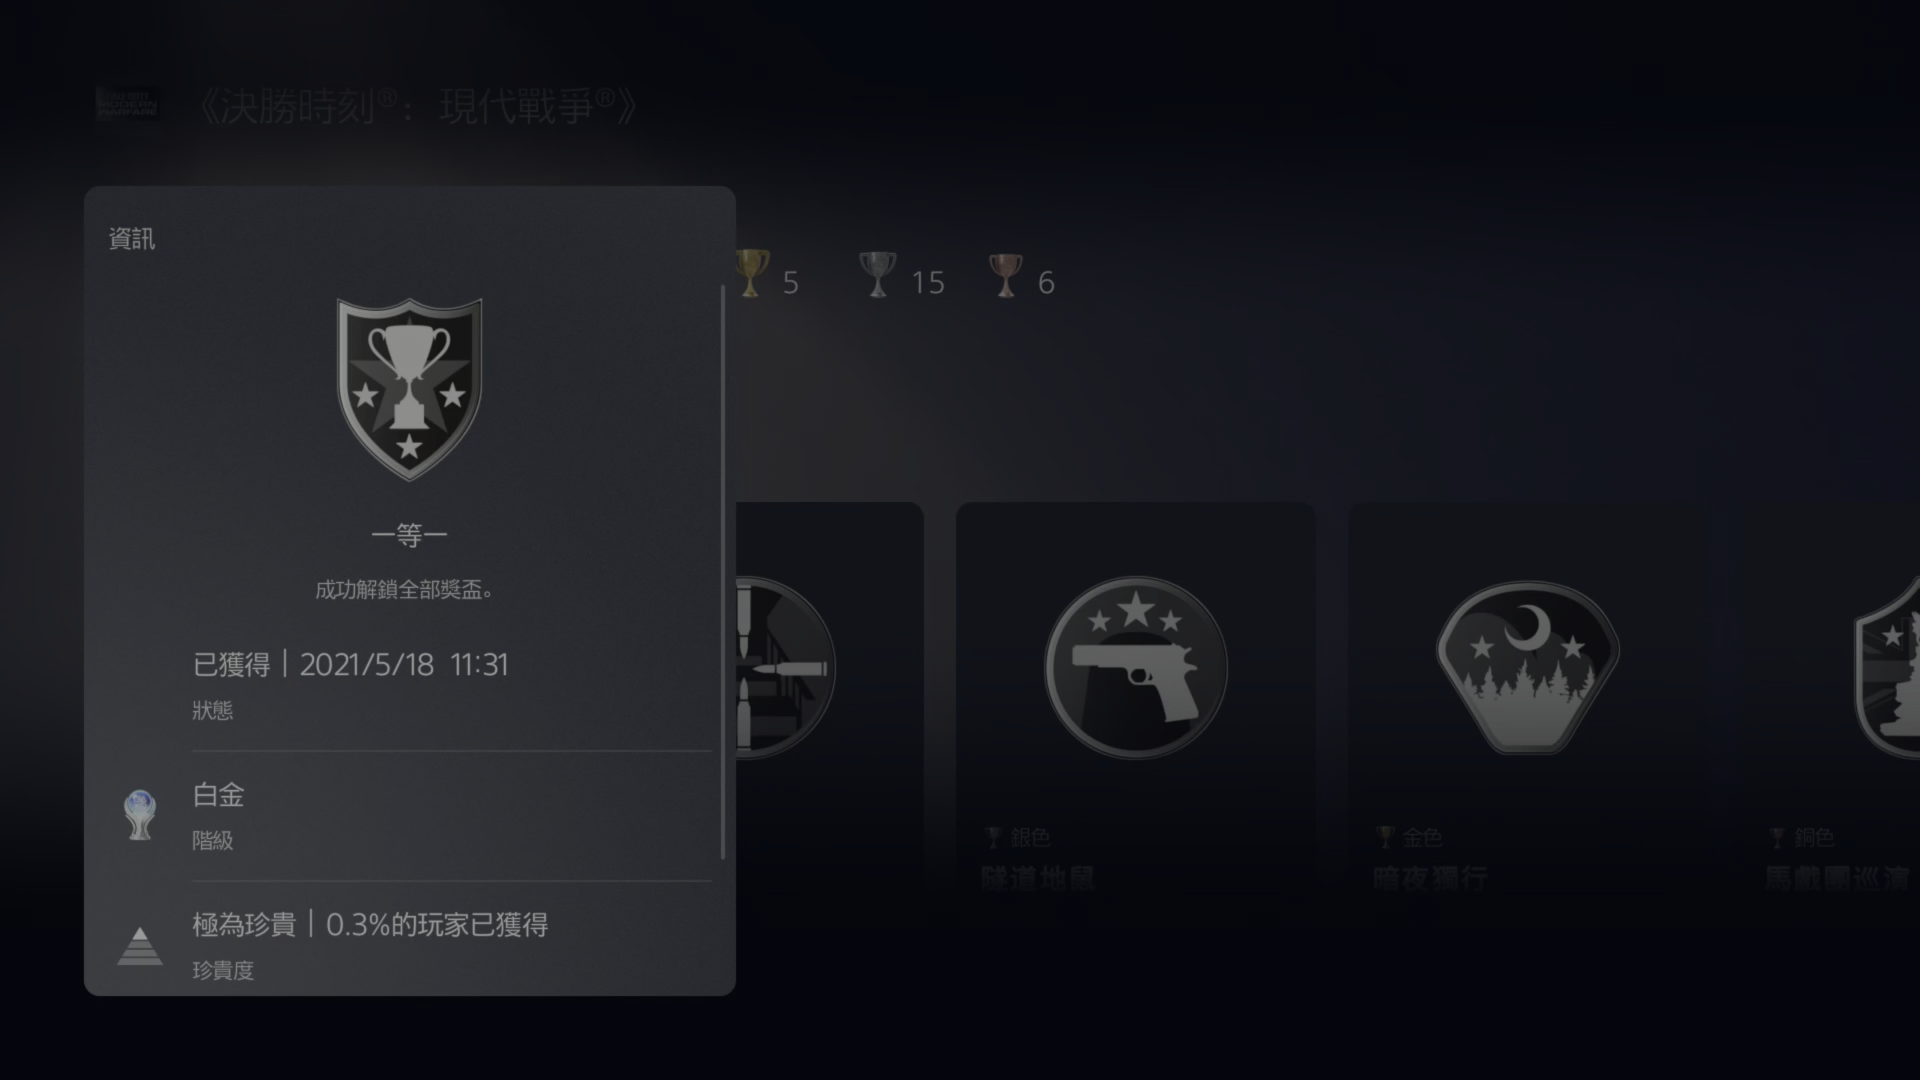 MODERN
WARFARE
《決勝時刻®：現代戰爭®》
資訊
5
15
6
一等一
成功解鎖全部獎盃。
已獲得｜2021/5/18 11:31
狀態
白金
階級
極為珍貴｜0.3%的玩家已獲得
珍貴度
銀色
隧道地鼠
金色
暗夜獨行
銅色
馬戲團巡演